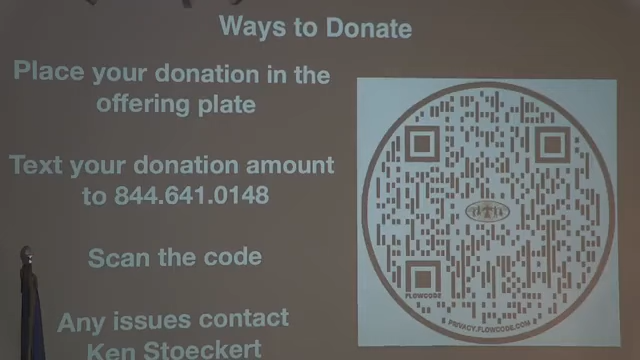 Ways to Donate
Place your donation in the
offering plate
Text your donation amount
to 844.641.0148
Scan the code
Any issues contact
Ken Stoeckert
FLOWCODE
PRIVACY.FLOWCODE.COM